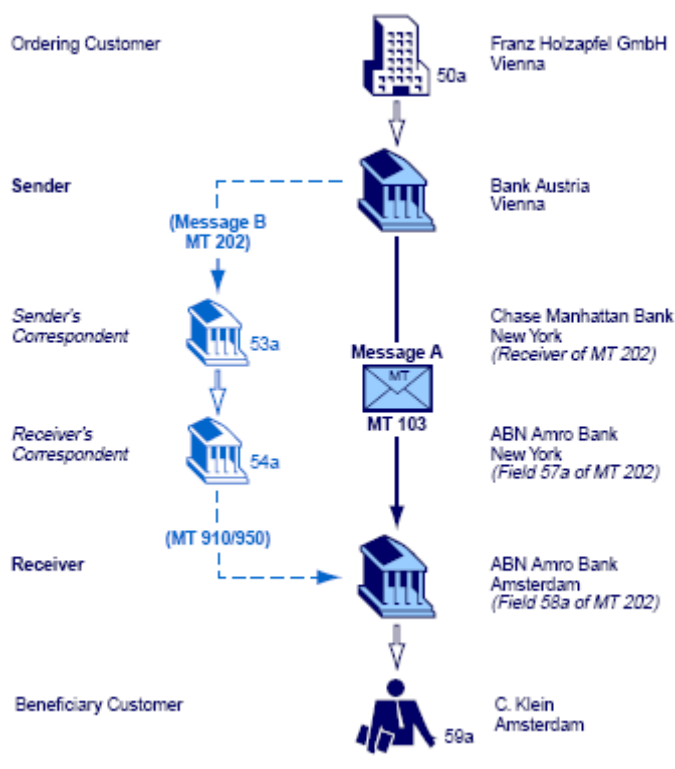 Ordering Customer
50a
Franz Holzapfel GmbH
Vienna
Sender
Bank Austria
Vienna
(Message B
MT 202)
Sender's
Correspondent
53a
Chase Manhattan Bank
New York
(Receiver of MT 202)
Message A
MT
MT 103
Receiver's
Correspondent
54a
ABN Amro Bank
New York
(Field 57a of MT 202)
(MT 910/950)
Receiver
ABN Amro Bank
Amsterdam
(Field 58a of MT 202)
Beneficiary Customer
59a
C. Klein
Amsterdam